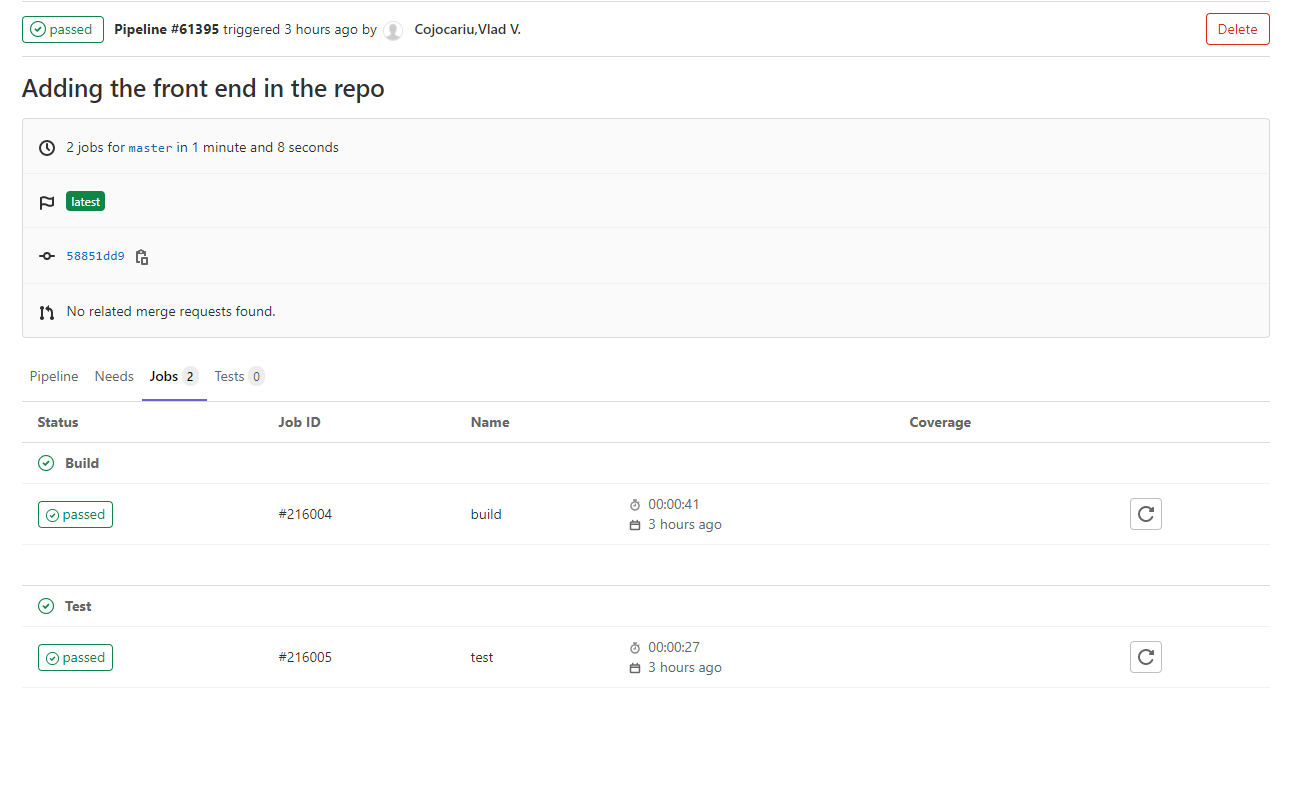 passed Pipeline #61395 triggered 3 hours ago by Cojocariu,Vlad V. Delete
Adding the front end in the repo
2 jobs for master in 1 minute and 8 seconds
latest
58851dd9
No related merge requests found.
Pipeline Needs Jobs 2 Tests 0
Status Job ID Name Coverage
Build
passed #216004 build 00:00:41
3 hours ago
Test
passed #216005 test 00:00:27
3 hours ago